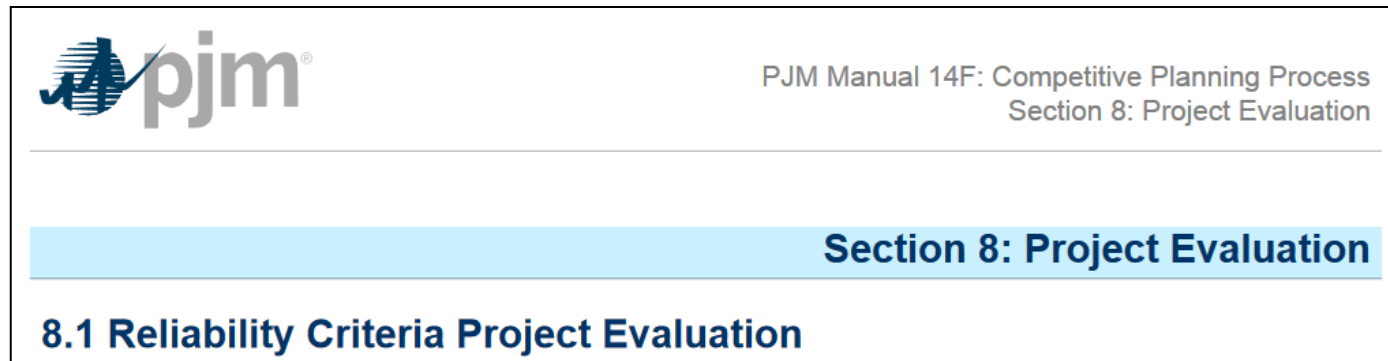 pjm®
PJM Manual 14F: Competitive Planning Process
Section 8: Project Evaluation
Section 8: Project Evaluation
8.1 Reliability Criteria Project Evaluation